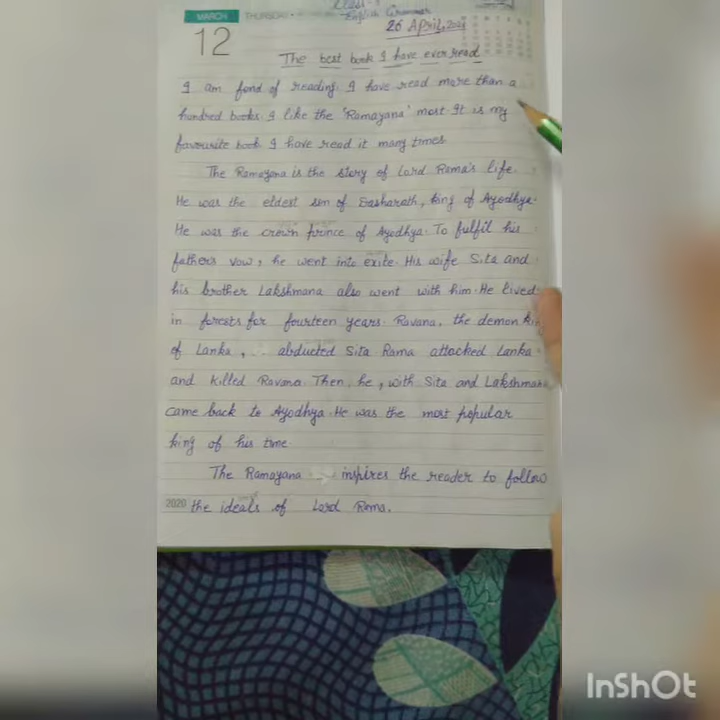 MARCH THURSDAY
English Grammar
26 April,
12
The best book I have ever read
I am fond of reading. I have read more than a
hundred books. I like the 'Ramayana' most. It is my
favourite book. I have read it many times.
The Ramayana is the story of Lord Rama's life.
He was the eldest son of Dasharath, king of Ayodhya.
He was the crown prince of Ayodhya. To fulfil his
fathers vow, he went into exile. His wife Sita and
his brother Lakshmana also went with him. He lived
in forests for fourteen years. Ravana, the demon king
of Lanka, abducted Sita Rama attacked Lanka
and killed Ravana. Then, he, with Sita and Lakshmana
came back to Ayodhya. He was the most popular
king of his time.
The Ramayana inspires the reader to follow
2020 the ideals of Lord Rama.
InShOt